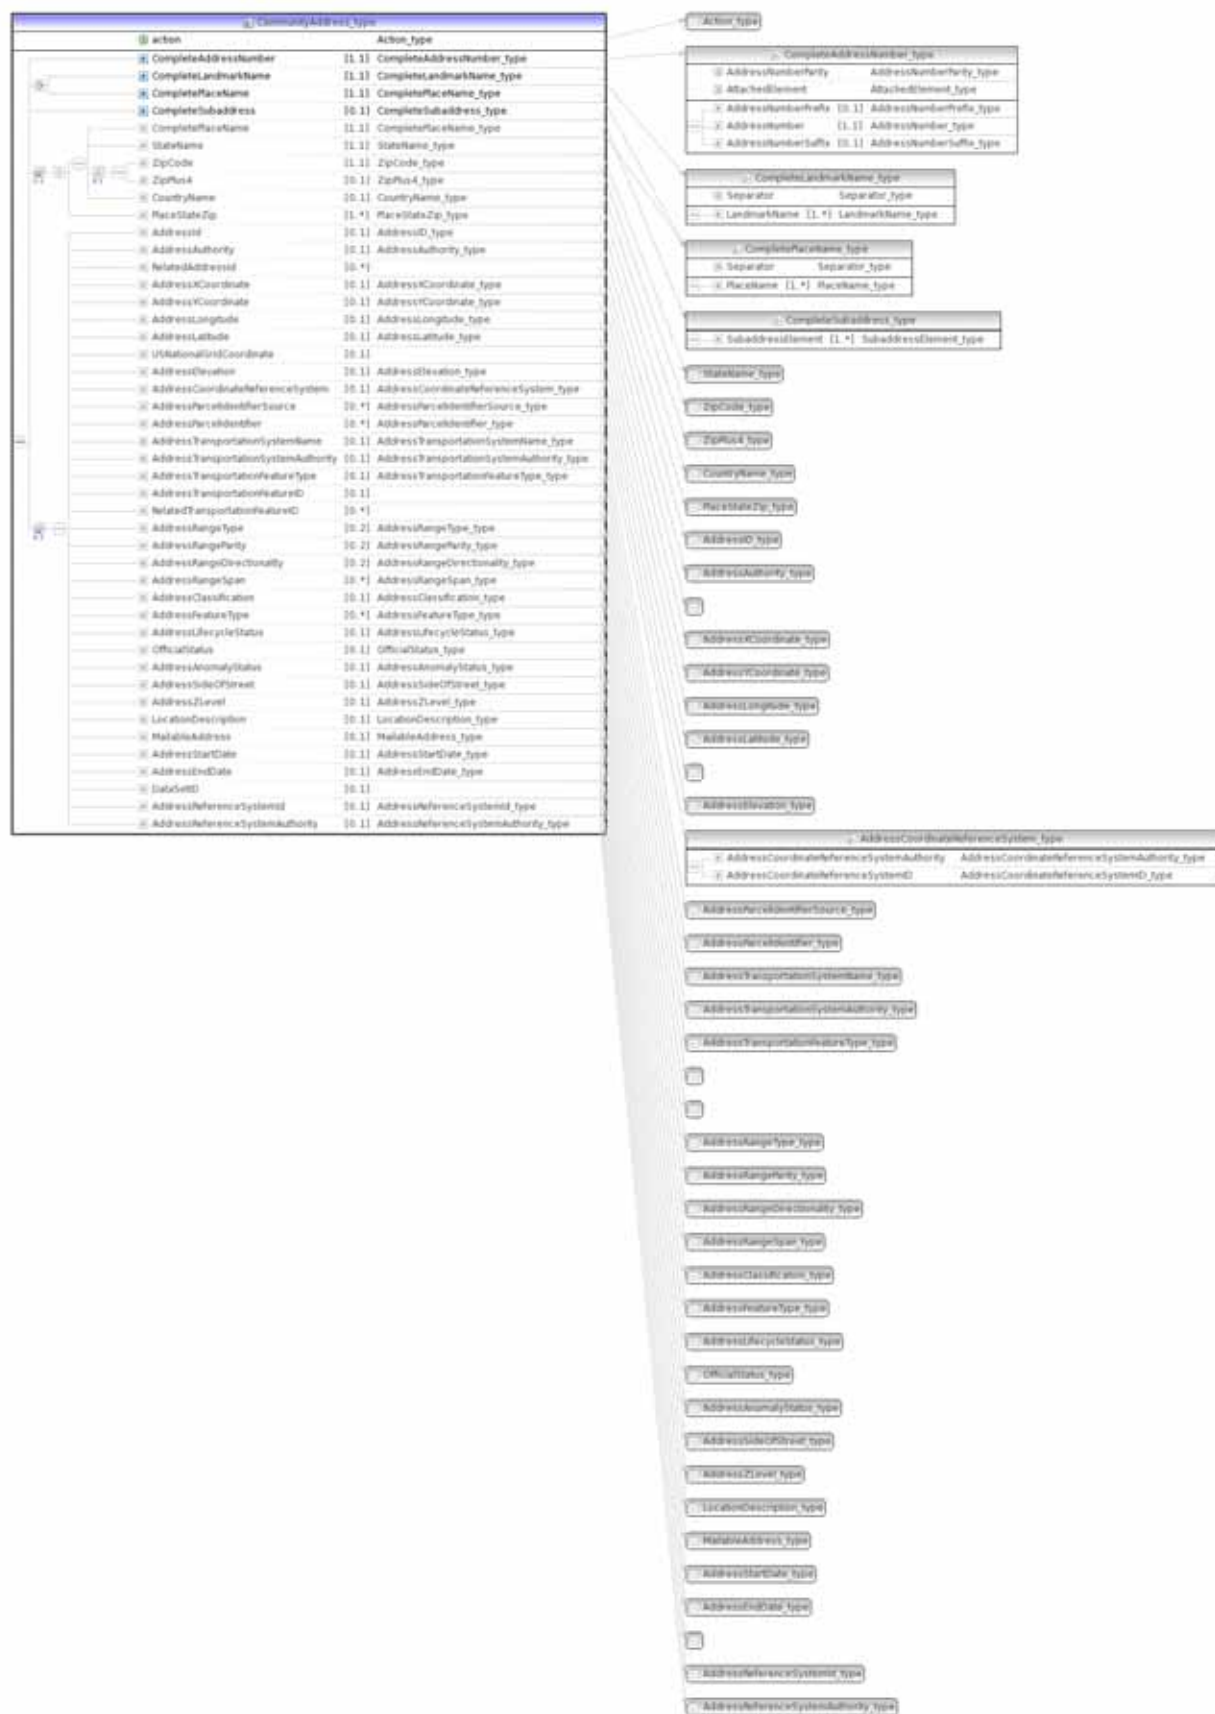 CommunityAddress_type
action Action_type
CompleteAddressNumber [1..1] CompleteAddressNumber_type
CompleteLandmarkName [1..1] CompleteLandmarkName_type
CompletePlaceName [1..1] CompletePlaceName_type
CompleteSubaddress [0..1] CompleteSubaddress_type
CompletePlaceName [1..1] CompletePlaceName_type
StateName [1..1] StateName_type
ZipCode [1..1] ZipCode_type
ZipPlus4 [0..1] ZipPlus4_type
CountryName [0..1] CountryName_type
PlaceStateZip [1..*] PlaceStateZip_type
AddressId [0..1] AddressID_type
AddressAuthority [0..1] AddressAuthority_type
RelatedAddressId [0..*]
AddressXCoordinate [0..1] AddressXCoordinate_type
AddressYCoordinate [0..1] AddressYCoordinate_type
AddressLongitude [0..1] AddressLongitude_type
AddressLatitude [0..1] AddressLatitude_type
USNationalGridCoordinate [0..1]
AddressElevation [0..1] AddressElevation_type
AddressCoordinateReferenceSystem [0..1] AddressCoordinateReferenceSystem_type
AddressParcelIdentifierSource [0..*] AddressParcelIdentifierSource_type
AddressParcelIdentifier [0..*] AddressParcelIdentifier_type
AddressTransportationSystemName [0..1] AddressTransportationSystemName_type
AddressTransportationSystemAuthority [0..1] AddressTransportationSystemAuthority_type
AddressTransportationFeatureType [0..1] AddressTransportationFeatureType_type
AddressTransportationFeatureID [0..1]
RelatedTransportationFeatureID [0..*]
AddressRangeType [0..2] AddressRangeType_type
AddressRangeParity [0..2] AddressRangeParity_type
AddressRangeDirectionality [0..2] AddressRangeDirectionality_type
AddressRangeSpan [0..*] AddressRangeSpan_type
AddressClassification [0..1] AddressClassification_type
AddressFeatureType [0..*] AddressFeatureType_type
AddressLifecycleStatus [0..1] AddressLifecycleStatus_type
OfficialStatus [0..1] OfficialStatus_type
AddressAnomalyStatus [0..1] AddressAnomalyStatus_type
AddressSideOfStreet [0..1] AddressSideOfStreet_type
AddressZLevel [0..1] AddressZLevel_type
LocationDescription [0..1] LocationDescription_type
MailableAddress [0..1] MailableAddress_type
AddressStartDate [0..1] AddressStartDate_type
AddressEndDate [0..1] AddressEndDate_type
DataSetID [0..1]
AddressReferenceSystemId [0..1] AddressReferenceSystemId_type
AddressReferenceSystemAuthority [0..1] AddressReferenceSystemAuthority_type
Action_type
CompleteAddressNumber_type
AddressNumberParity AddressNumberParity_type
AttachedElement AttachedElement_type
AddressNumberPrefix [0..1] AddressNumberPrefix_type
AddressNumber [1..1] AddressNumber_type
AddressNumberSuffix [0..1] AddressNumberSuffix_type
CompleteLandmarkName_type
Separator Separator_type
LandmarkName [1..*] LandmarkName_type
CompletePlaceName_type
Separator Separator_type
PlaceName [1..*] PlaceName_type
CompleteSubaddress_type
SubaddressElement [1..*] SubaddressElement_type
StateName_type
ZipCode_type
ZipPlus4_type
CountryName_type
PlaceStateZip_type
AddressID_type
AddressAuthority_type
AddressXCoordinate_type
AddressYCoordinate_type
AddressLongitude_type
AddressLatitude_type
AddressElevation_type
AddressCoordinateReferenceSystem_type
AddressCoordinateReferenceSystemAuthority AddressCoordinateReferenceSystemAuthority_type
AddressCoordinateReferenceSystemID AddressCoordinateReferenceSystemID_type
AddressParcelIdentifierSource_type
AddressParcelIdentifier_type
AddressTransportationSystemName_type
AddressTransportationSystemAuthority_type
AddressTransportationFeatureType_type
AddressRangeType_type
AddressRangeParity_type
AddressRangeDirectionality_type
AddressRangeSpan_type
AddressClassification_type
AddressFeatureType_type
AddressLifecycleStatus_type
OfficialStatus_type
AddressAnomalyStatus_type
AddressSideOfStreet_type
AddressZLevel_type
LocationDescription_type
MailableAddress_type
AddressStartDate_type
AddressEndDate_type
AddressReferenceSystemId_type
AddressReferenceSystemAuthority_type